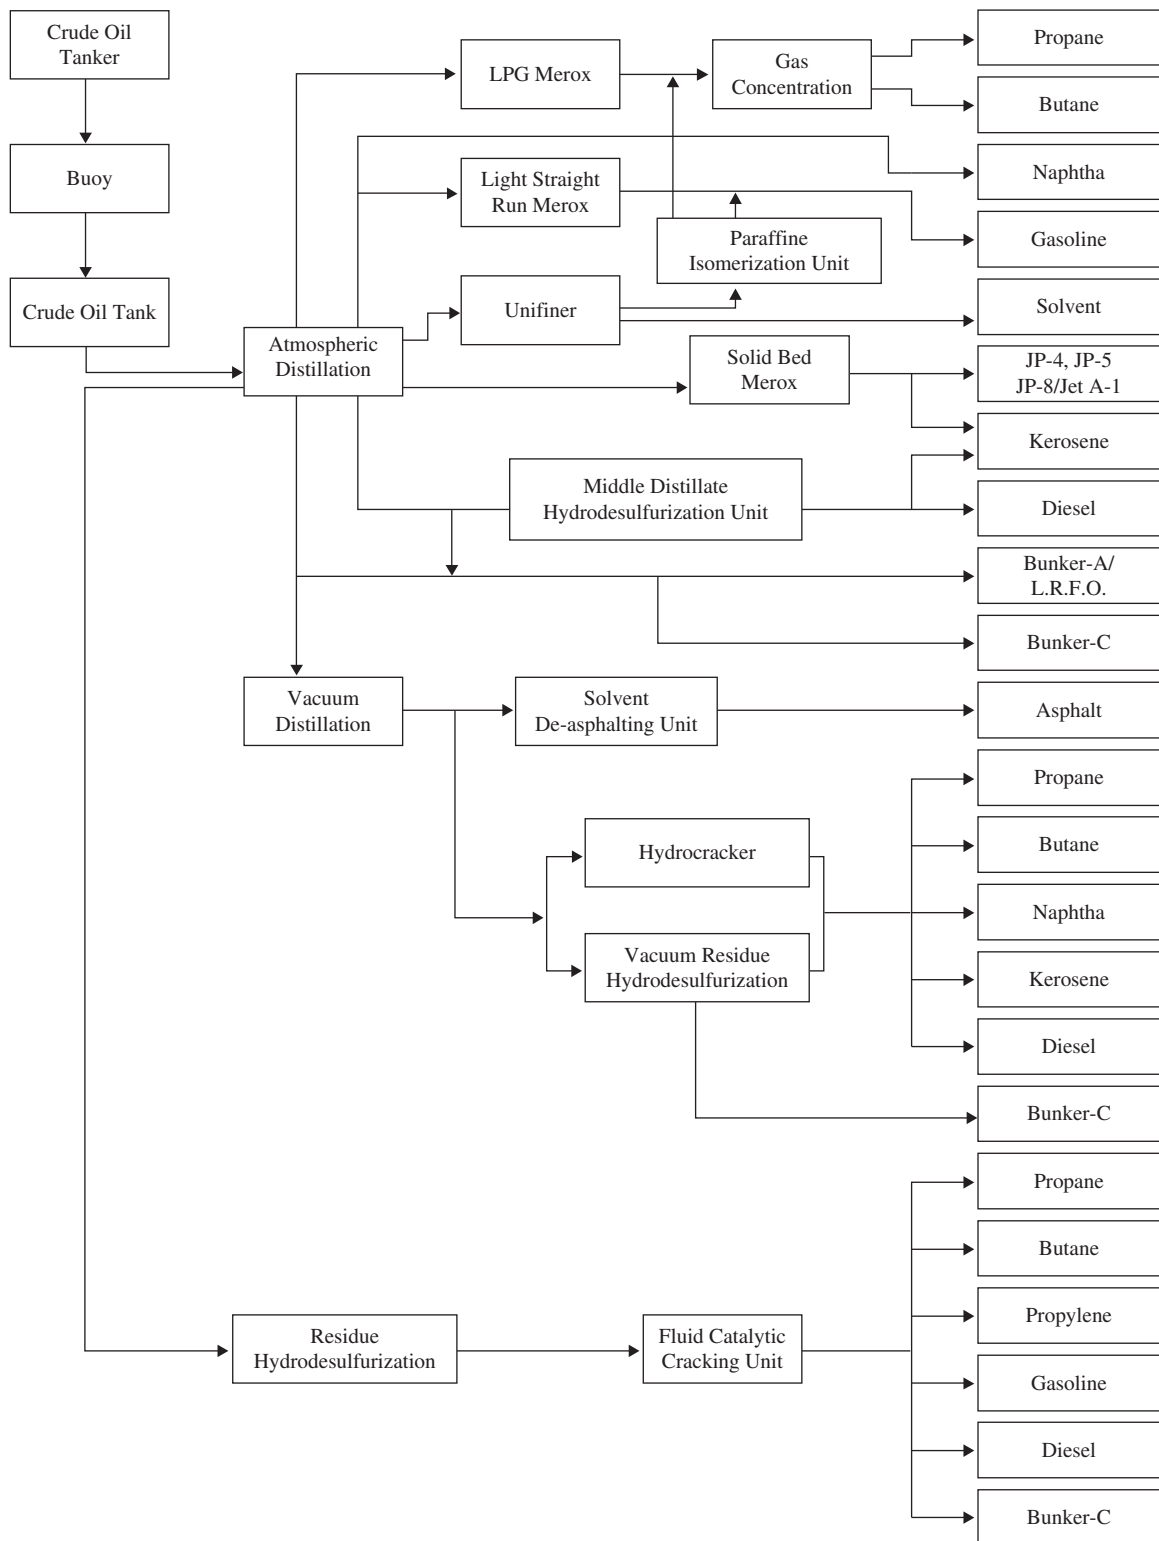 Crude Oil
Tanker
Buoy
Crude Oil Tank
Atmospheric
Distillation
LPG Merox
Gas
Concentration
Light Straight
Run Merox
Paraffine
Isomerization Unit
Unifiner
Solid Bed
Merox
Middle Distillate
Hydrodesulfurization Unit
Vacuum
Distillation
Solvent
De-asphalting Unit
Hydrocracker
Vacuum Residue
Hydrodesulfurization
Residue
Hydrodesulfurization
Fluid Catalytic
Cracking Unit
Propane
Butane
Naphtha
Gasoline
Solvent
JP-4, JP-5
JP-8/Jet A-1
Kerosene
Diesel
Bunker-A/
L.R.F.O.
Bunker-C
Asphalt
Propane
Butane
Naphtha
Kerosene
Diesel
Bunker-C
Propane
Butane
Propylene
Gasoline
Diesel
Bunker-C